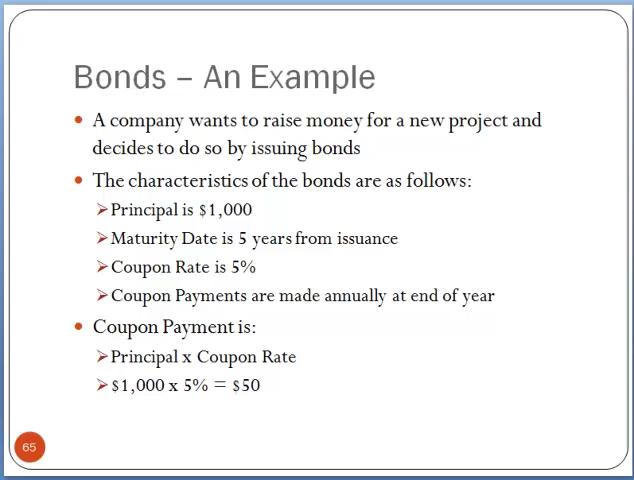 Bonds – An Example
• A company wants to raise money for a new project and
decides to do so by issuing bonds
• The characteristics of the bonds are as follows:
➢Principal is $1,000
➢Maturity Date is 5 years from issuance
➢Coupon Rate is 5%
➢Coupon Payments are made annually at end of year
• Coupon Payment is:
➢Principal x Coupon Rate
➢$1,000 x 5% = $50
65